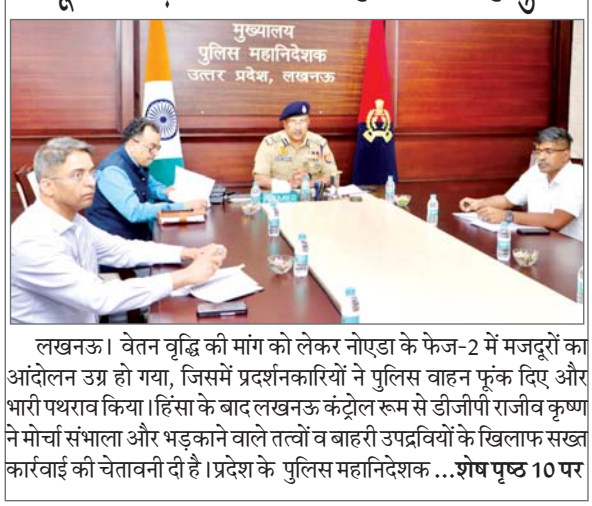 मुख्यालय
पुलिस महानिदेशक
उत्तर प्रदेश, लखनऊ
लखनऊ। वेतन वृद्धि की मांग को लेकर नोएडा के फेज-2 में मजदूरों का
आंदोलन उग्र हो गया, जिसमें प्रदर्शनकारियों ने पुलिस वाहन फूंक दिए और
भारी पथराव किया।हिंसा के बाद लखनऊ कंट्रोल रूम से डीजीपी राजीव कृष्ण
ने मोर्चा संभाला और भड़काने वाले तत्वों व बाहरी उपद्रवियों के खिलाफ सख्त
कार्रवाई की चेतावनी दी है।प्रदेश के पुलिस महानिदेशक ...शेष पृष्ठ 10 पर